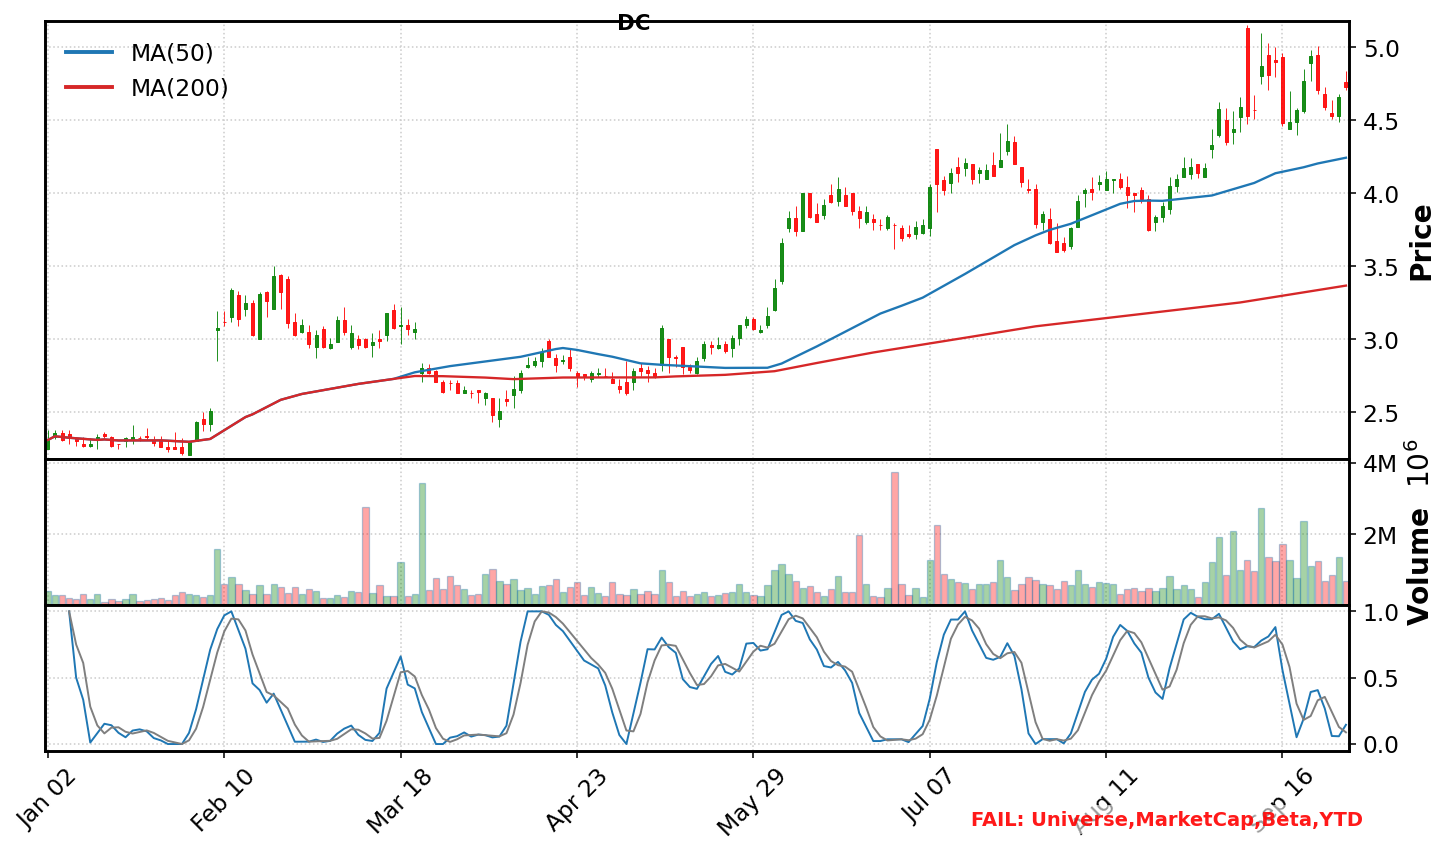 DC
MA(50)
MA(200)
5.0
4.5
4.0
3.5
3.0
2.5
Price
4M
2M
Volume 10⁶
1.0
0.5
0.0
Jan 02
Feb 10
Mar 18
Apr 23
May 29
Jul 07
Aug 11
Sep 16
FAIL: Universe,MarketCap,Beta,YTD